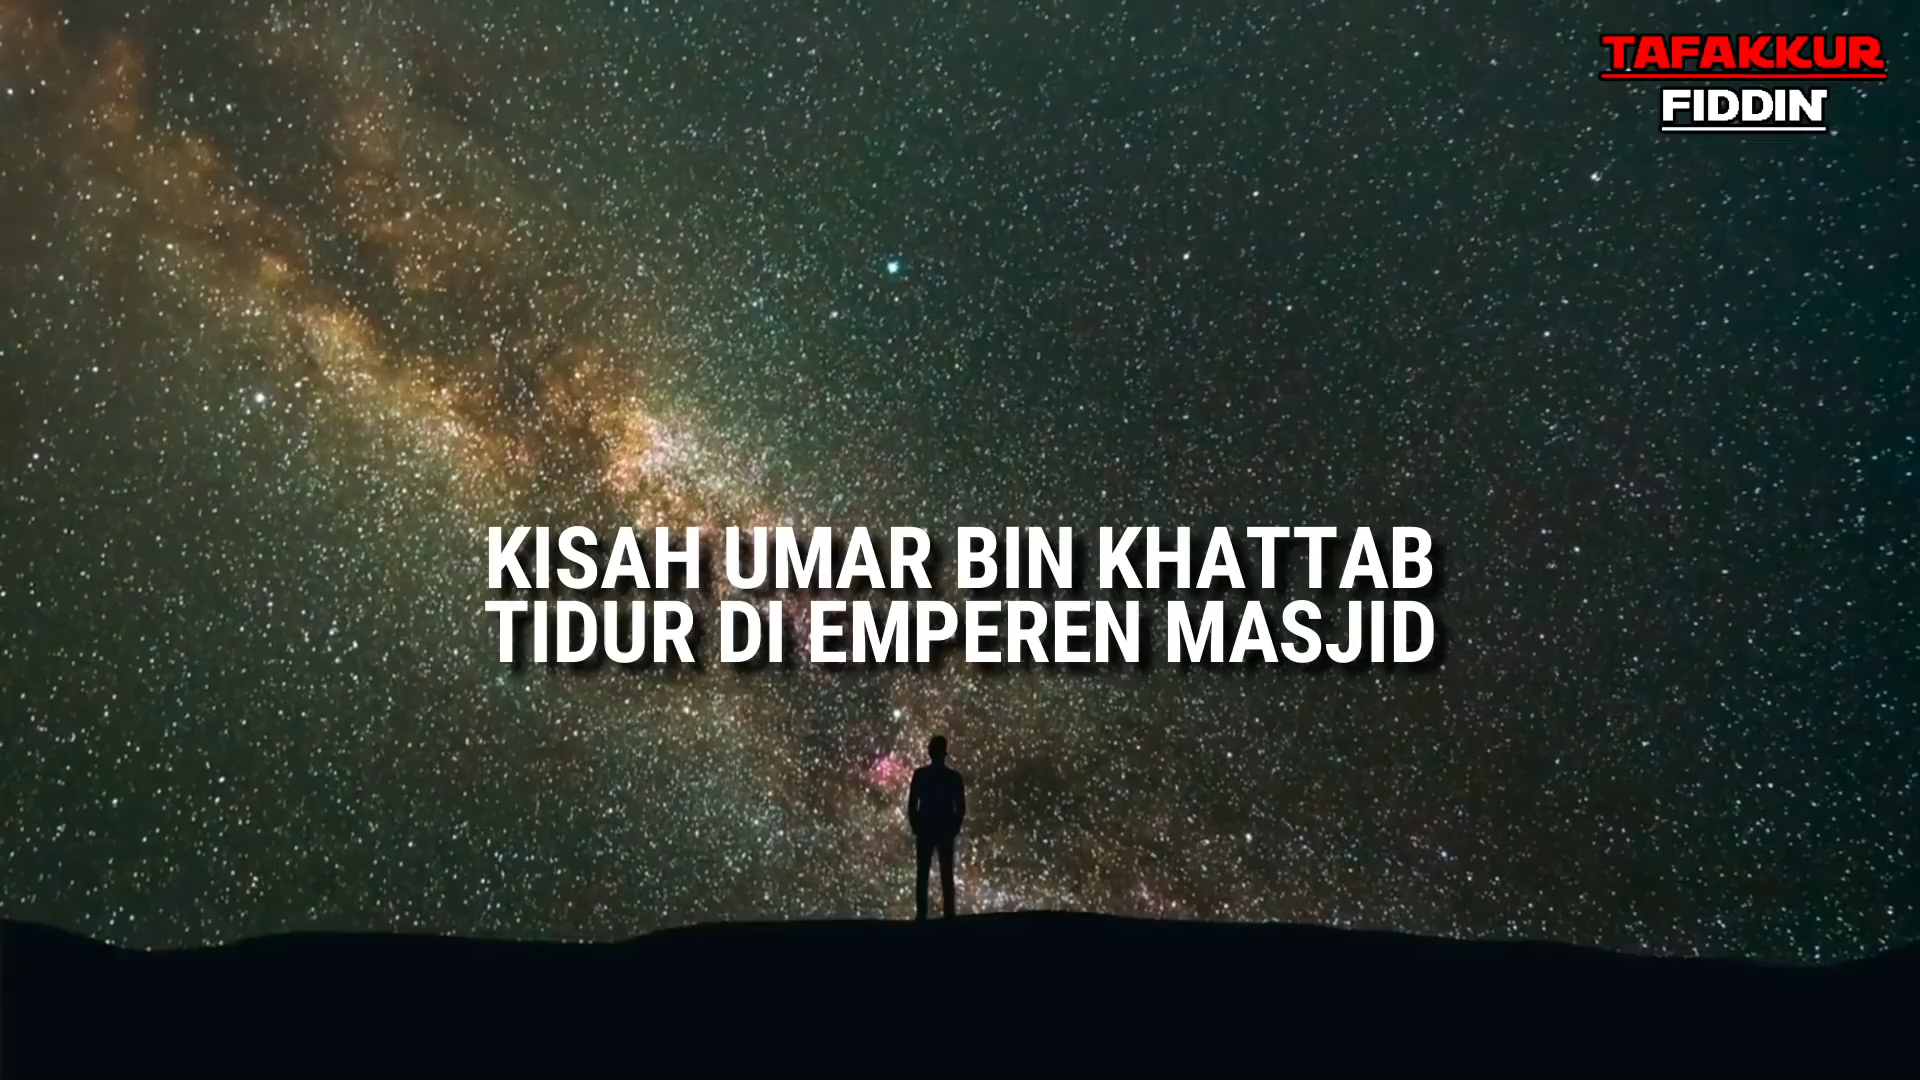 TAFAKKUR
FIDDIN
KISAH UMAR BIN KHATTAB
TIDUR DI EMPEREN MASJID